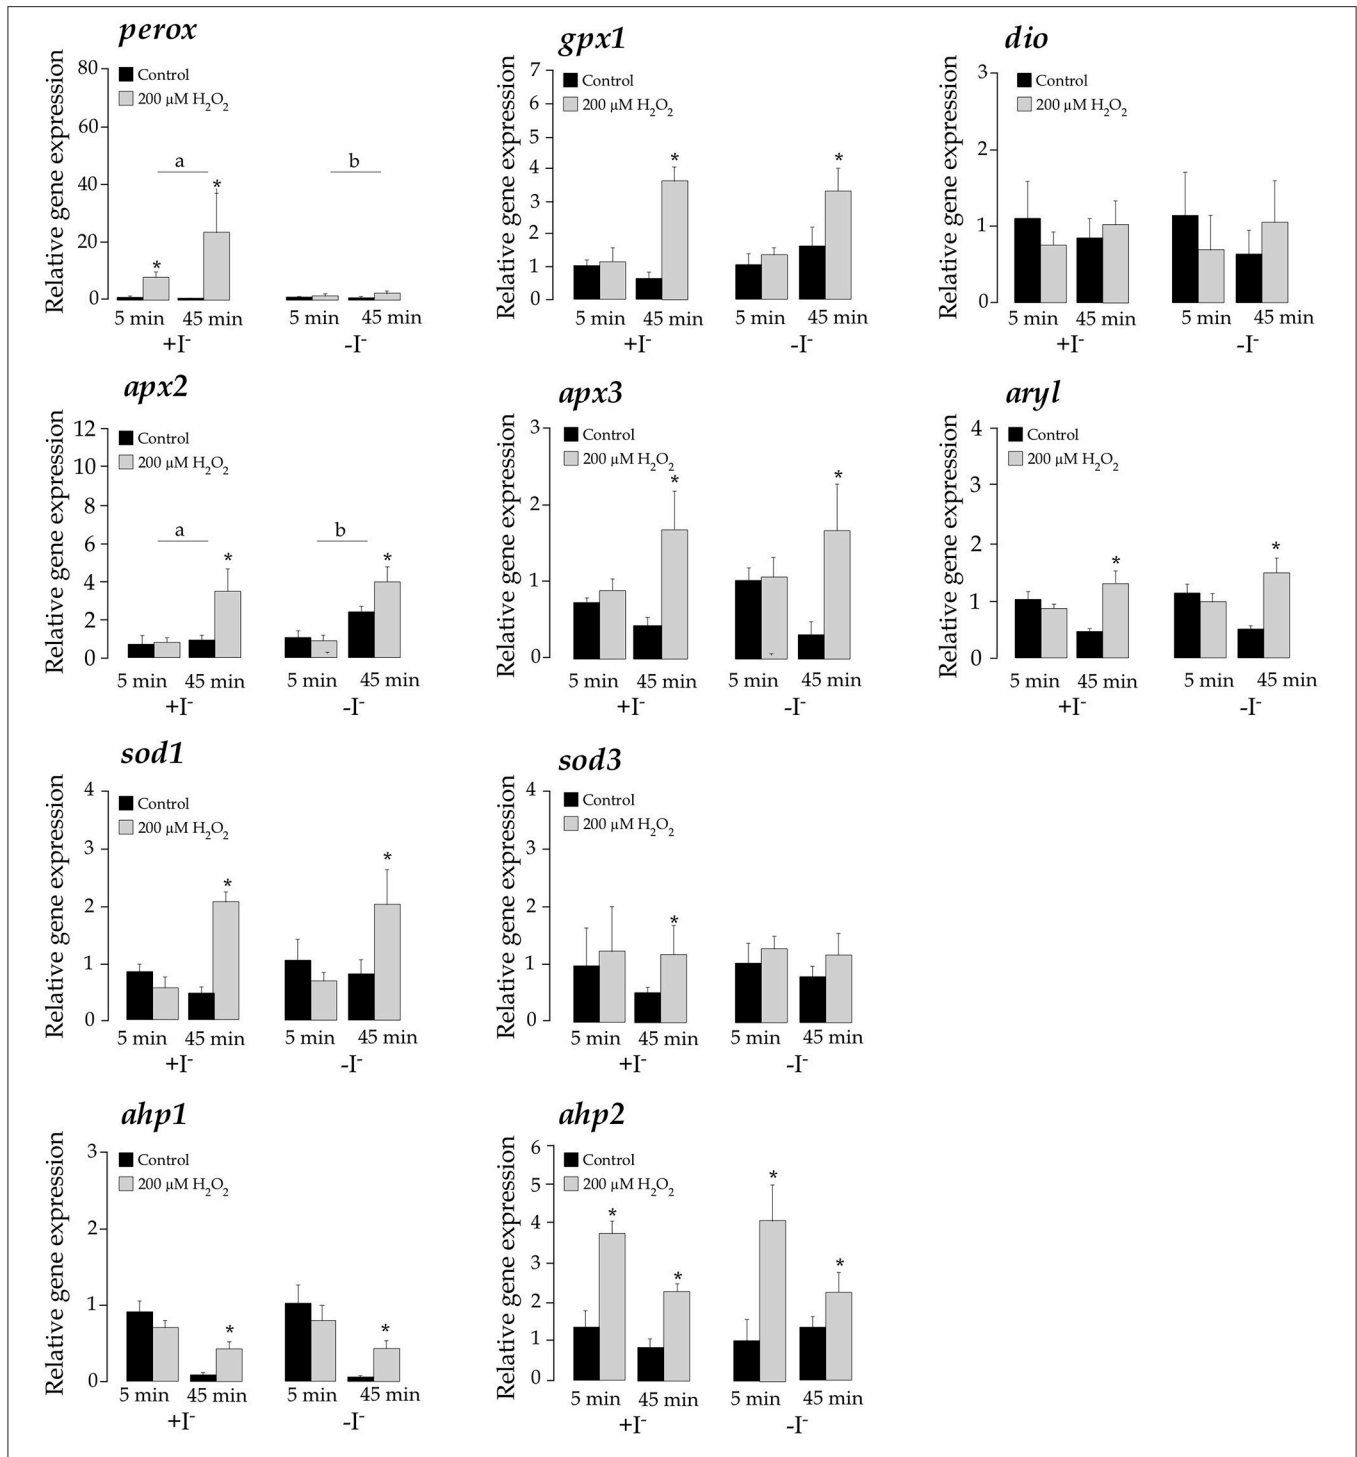 perox
Relative gene expression
80
60
40
20
0
Control
200 µM H₂O₂
a
b
*
*
5 min
45 min
5 min
45 min
+I⁻
-I⁻
gpx1
Relative gene expression
7
6
5
4
3
2
1
0
Control
200 µM H₂O₂
*
*
5 min
45 min
5 min
45 min
+I⁻
-I⁻
dio
Relative gene expression
3
2
1
0
Control
200 µM H₂O₂
5 min
45 min
5 min
45 min
+I⁻
-I⁻
apx2
Relative gene expression
12
10
8
6
4
2
0
Control
200 µM H₂O₂
a
b
*
*
5 min
45 min
5 min
45 min
+I⁻
-I⁻
apx3
Relative gene expression
3
2
1
0
Control
200 µM H₂O₂
*
*
5 min
45 min
5 min
45 min
+I⁻
-I⁻
aryl
Relative gene expression
4
3
2
1
0
Control
200 µM H₂O₂
*
*
5 min
45 min
5 min
45 min
+I⁻
-I⁻
sod1
Relative gene expression
4
3
2
1
0
Control
200 µM H₂O₂
*
*
5 min
45 min
5 min
45 min
+I⁻
-I⁻
sod3
Relative gene expression
4
3
2
1
0
Control
200 µM H₂O₂
*
5 min
45 min
5 min
45 min
+I⁻
-I⁻
ahp1
Relative gene expression
3
2
1
0
Control
200 µM H₂O₂
*
*
5 min
45 min
5 min
45 min
+I⁻
-I⁻
ahp2
Relative gene expression
6
5
4
3
2
1
0
Control
200 µM H₂O₂
*
*
*
*
5 min
45 min
5 min
45 min
+I⁻
-I⁻